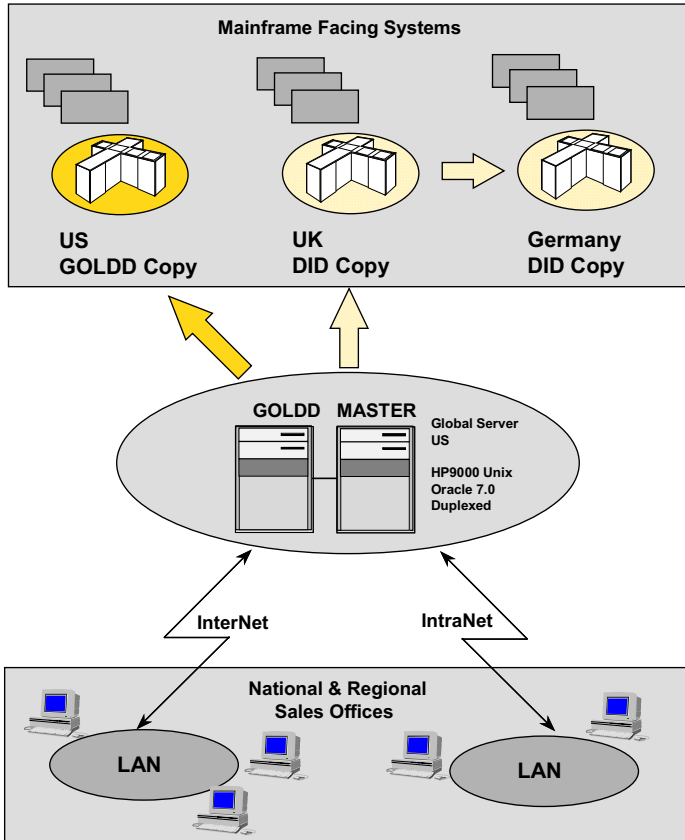 Mainframe Facing Systems
US
GOLDD Copy
UK
DID Copy
Germany
DID Copy
GOLDD MASTER
Global Server
US
HP9000 Unix
Oracle 7.0
Duplexed
InterNet
IntraNet
National & Regional
Sales Offices
LAN
LAN